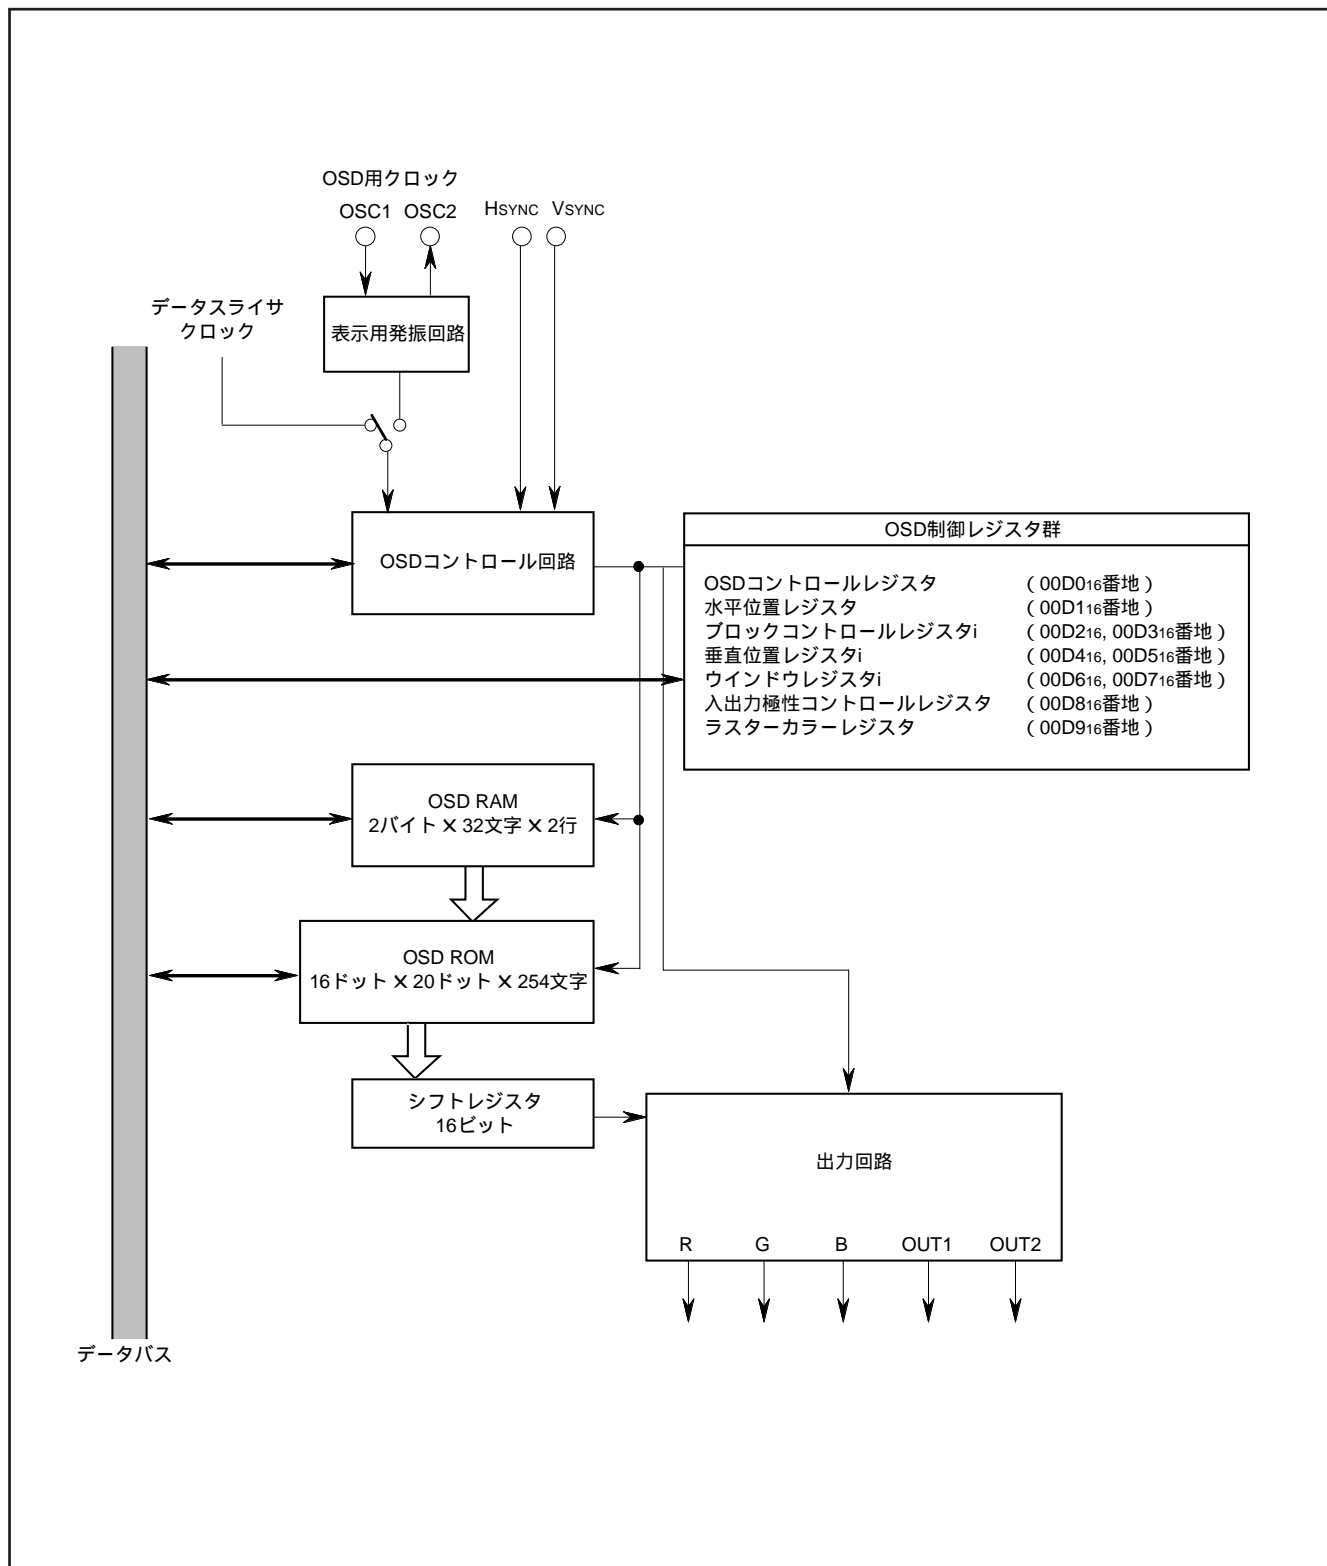 OSD用クロック
OSC1 OSC2 HSYNC VSYNC
データスライサ
クロック
表示用発振回路
OSDコントロール回路
OSD制御レジスタ群
OSDコントロールレジスタ (00D016番地)
水平位置レジスタ (00D116番地)
ブロックコントロールレジスタi (00D216, 00D316番地)
垂直位置レジスタi (00D416, 00D516番地)
ウインドウレジスタi (00D616, 00D716番地)
入出力極性コントロールレジスタ (00D816番地)
ラスターカラーレジスタ (00D916番地)
OSD RAM
2バイト×32文字×2行
OSD ROM
16ドット×20ドット×254文字
シフトレジスタ
16ビット
出力回路
R G B OUT1 OUT2
データバス